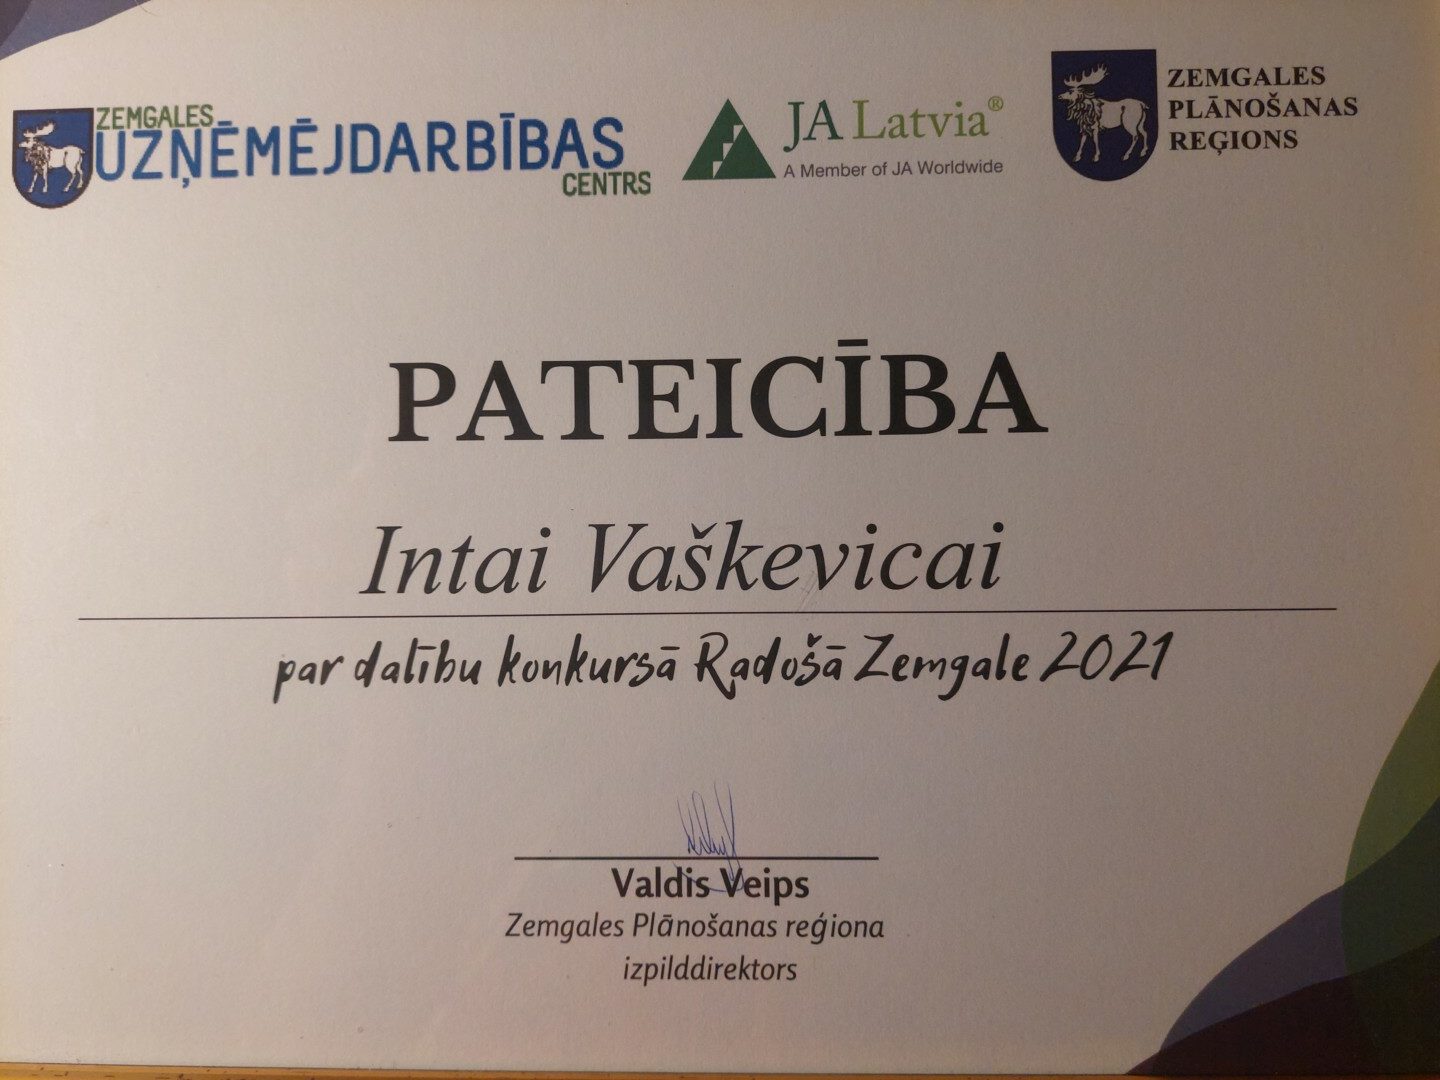 ZEMGALES
UZŅĒMĒJDARBĪBAS
CENTRS
JA Latvia®
A Member of JA Worldwide
ZEMGALES
PLĀNOŠANAS
REĢIONS
PATEICĪBA
Intai Vaškevicai
par dalību konkursā Radošā Zemgale 2021
Valdis Veips
Zemgales Plānošanas reģiona
izpilddirektors